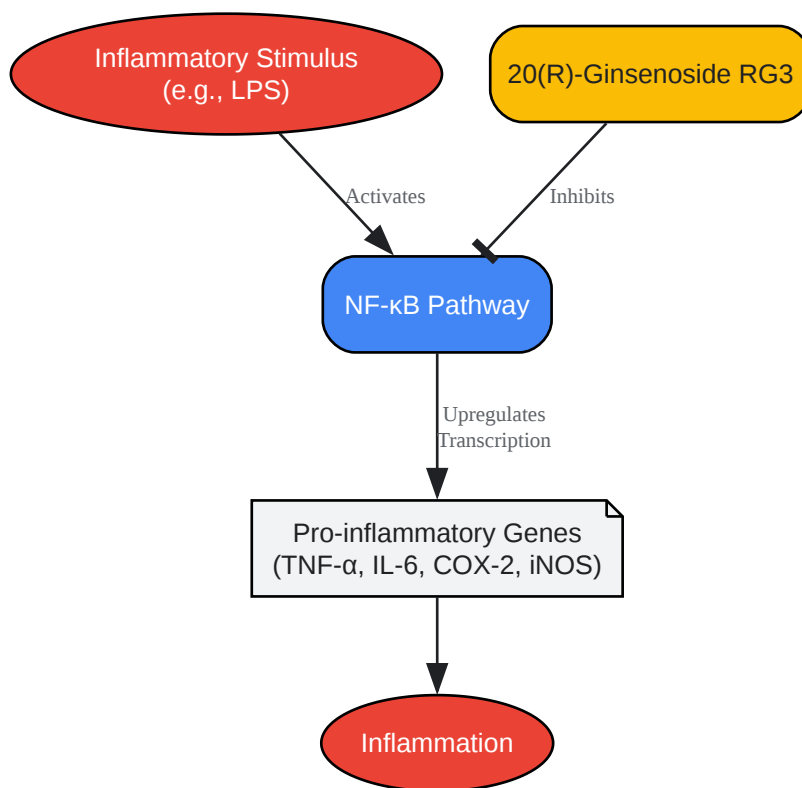 Inflammatory Stimulus
(e.g., LPS)
20(R)-Ginsenoside RG3
Activates
Inhibits
NF-κB Pathway
Upregulates
Transcription
Pro-inflammatory Genes
(TNF-α, IL-6, COX-2, iNOS)
Inflammation